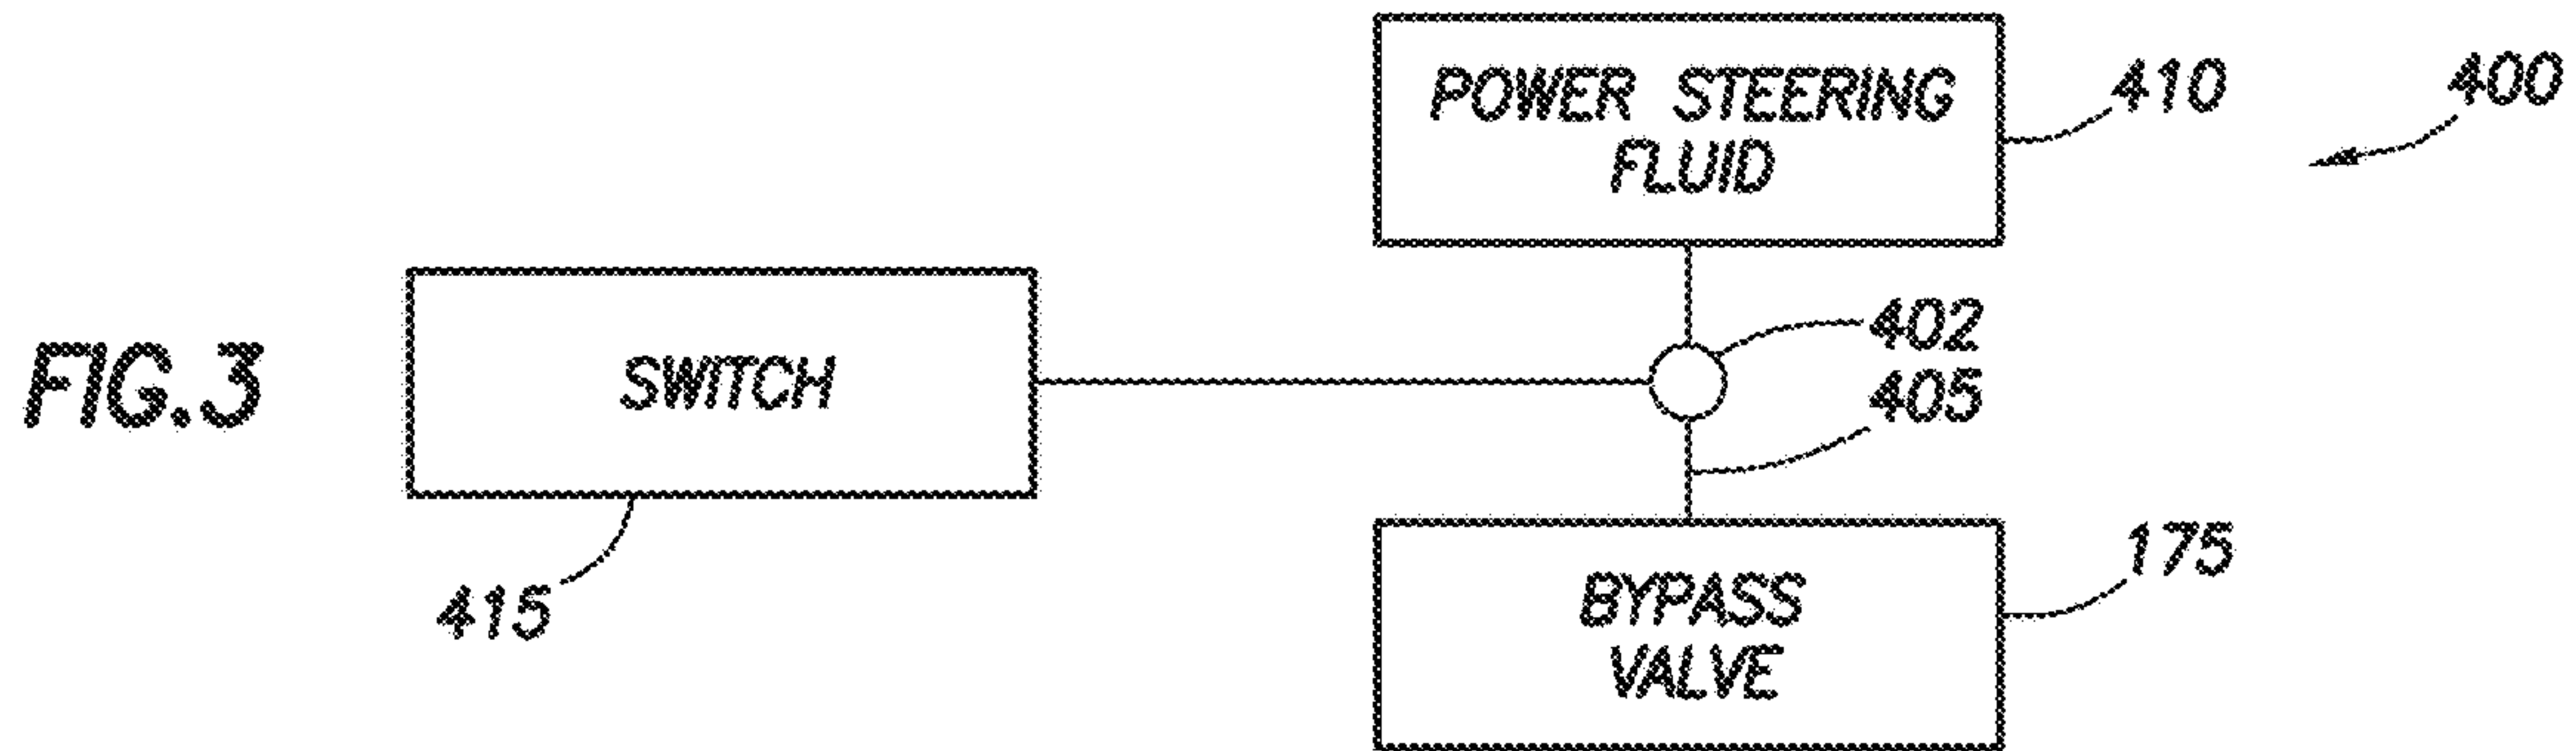 POWER STEERING
FLUID
410
400
402
405
FIG.3
SWITCH
415
BYPASS
VALVE
175